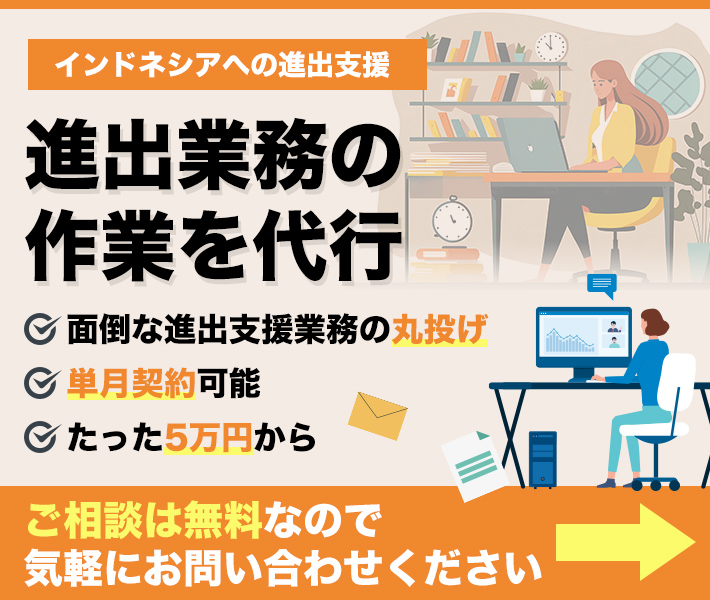 インドネシアへの進出支援
進出業務の
作業を代行
面倒な進出支援業務の丸投げ
単月契約可能
たった5万円から
ご相談は無料なので
気軽にお問い合わせください